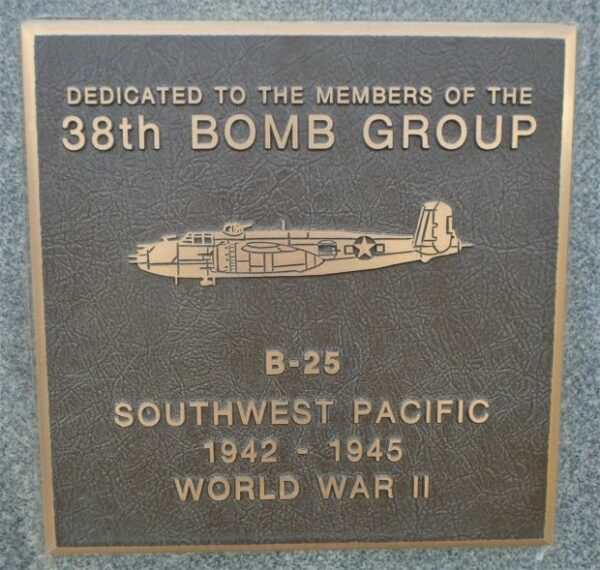 DEDICATED TO THE MEMBERS OF THE
38th BOMB GROUP
B-25
SOUTHWEST PACIFIC
1942 - 1945
WORLD WAR II